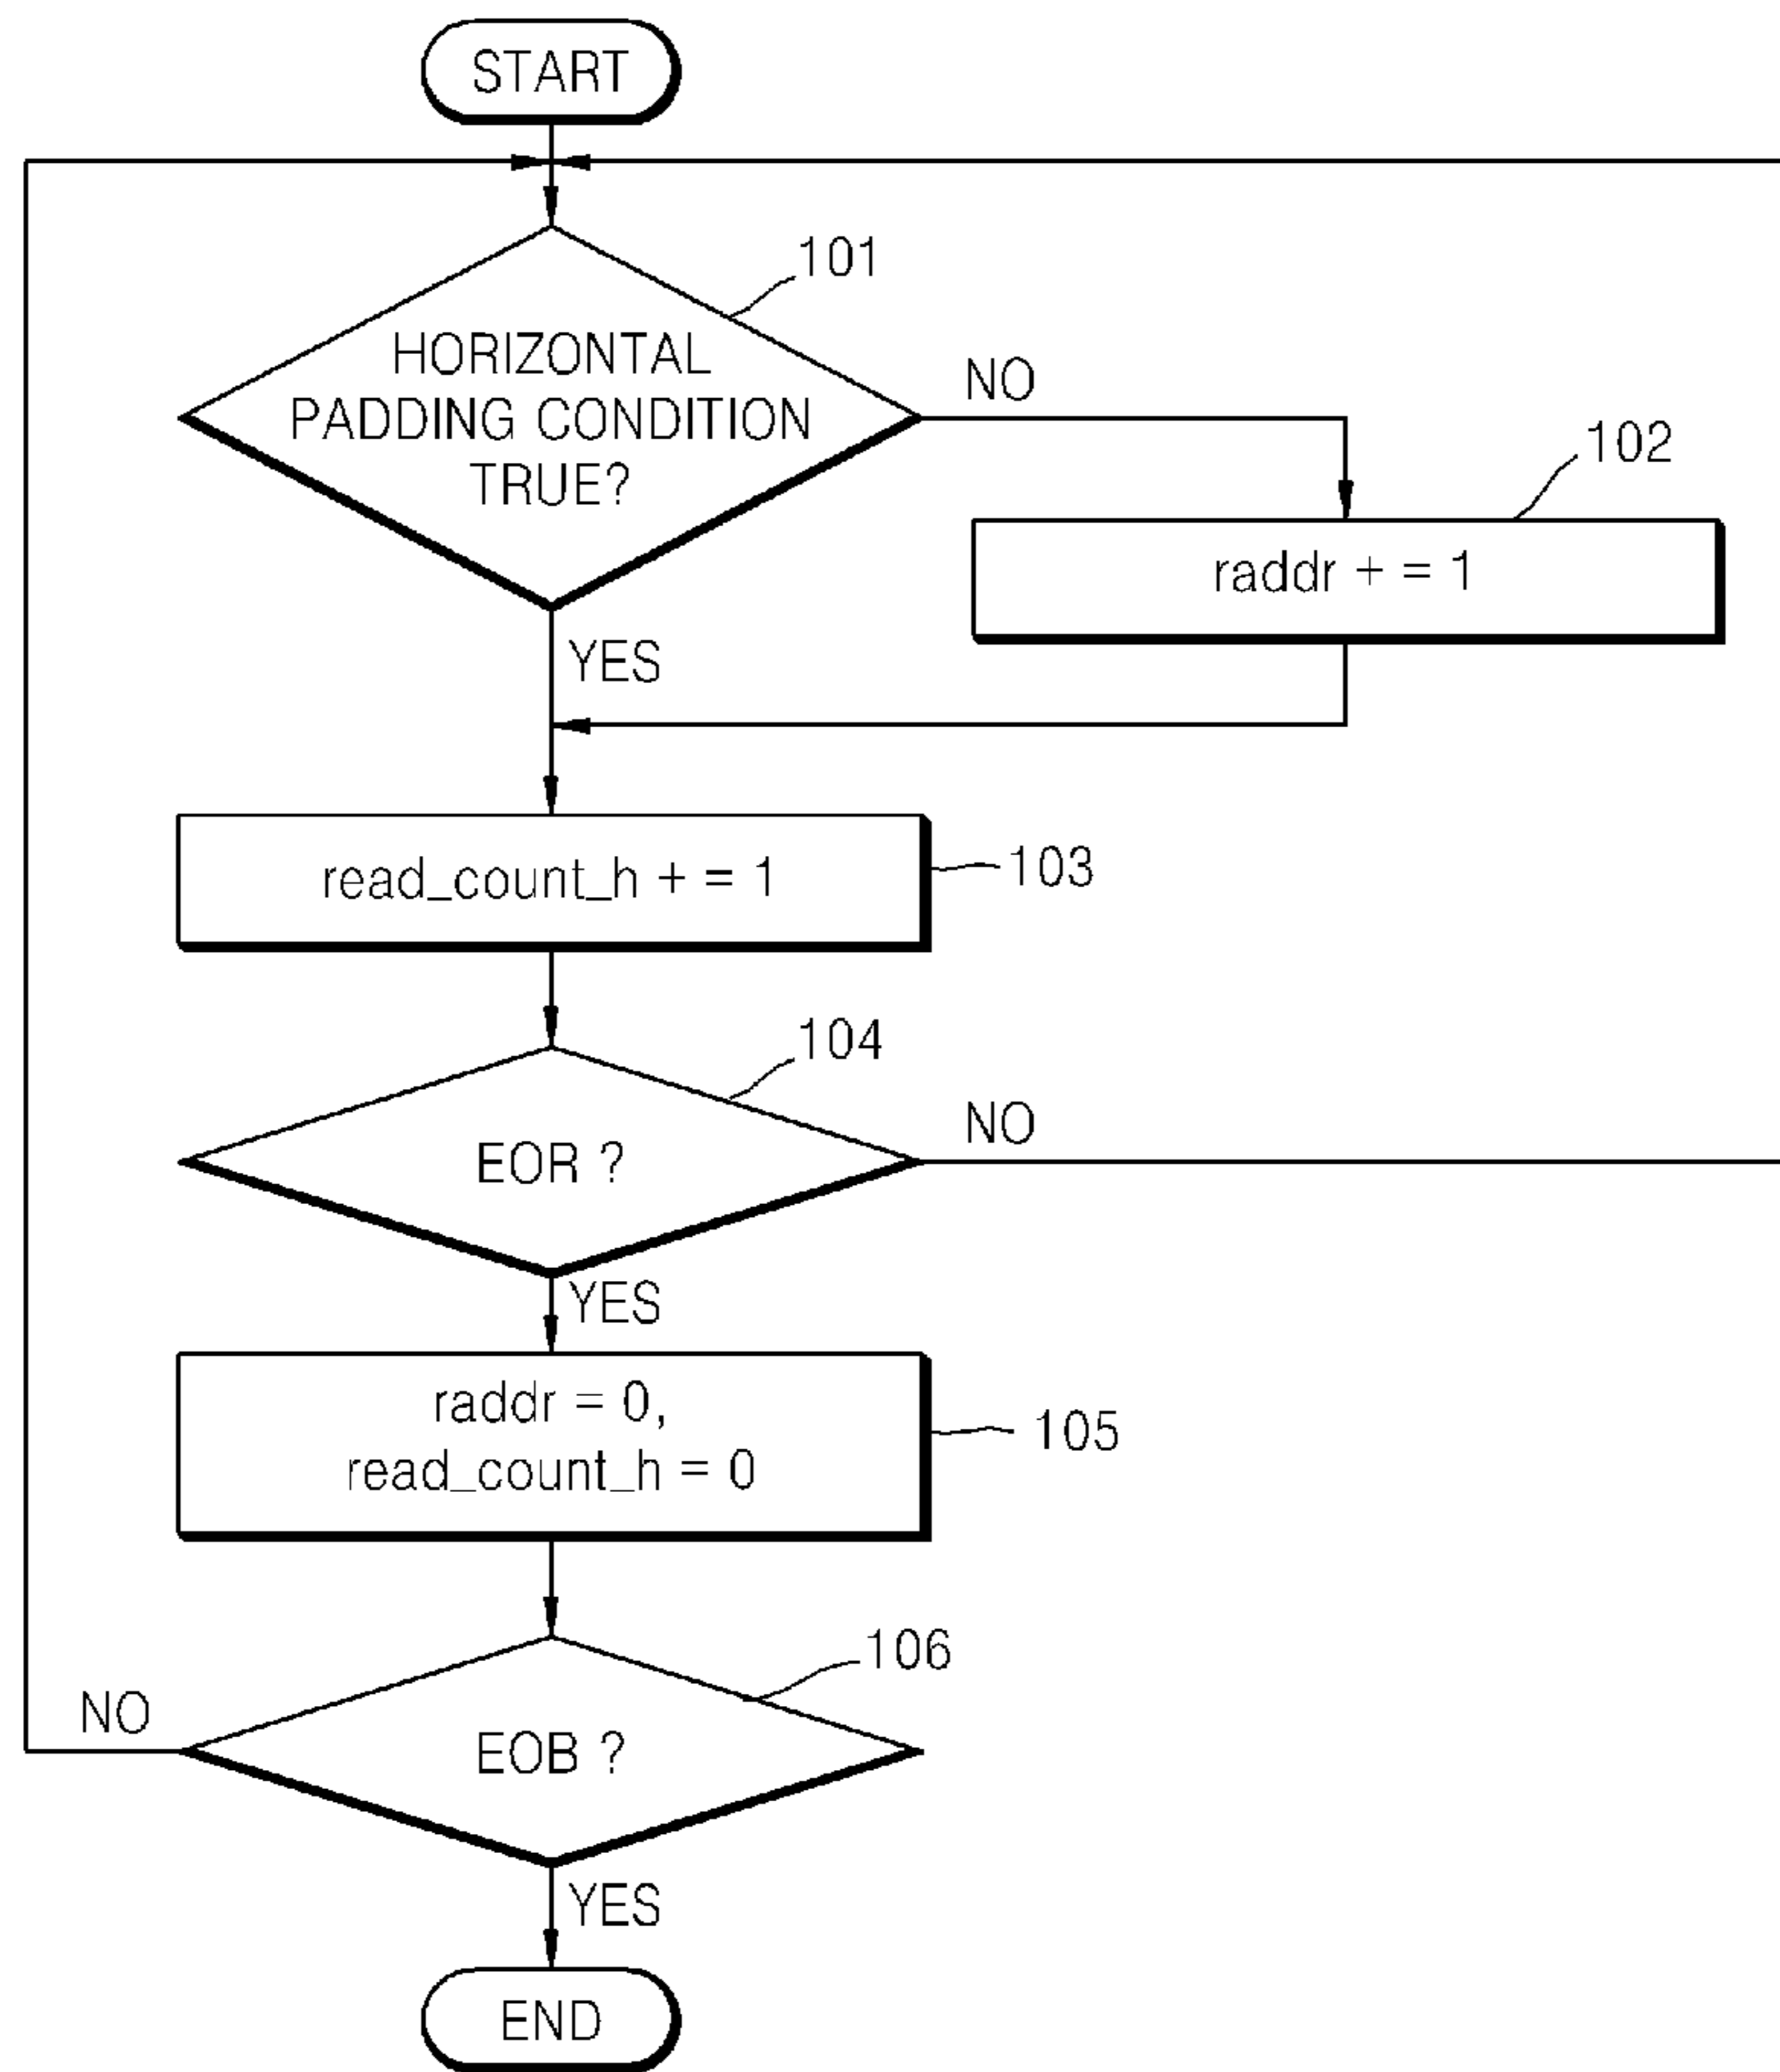 START
101
HORIZONTAL
PADDING CONDITION
TRUE?
NO
102
raddr + = 1
YES
read_count_h + = 1
103
104
EOR ?
NO
YES
raddr = 0,
read_count_h = 0
105
106
NO
EOB ?
YES
END